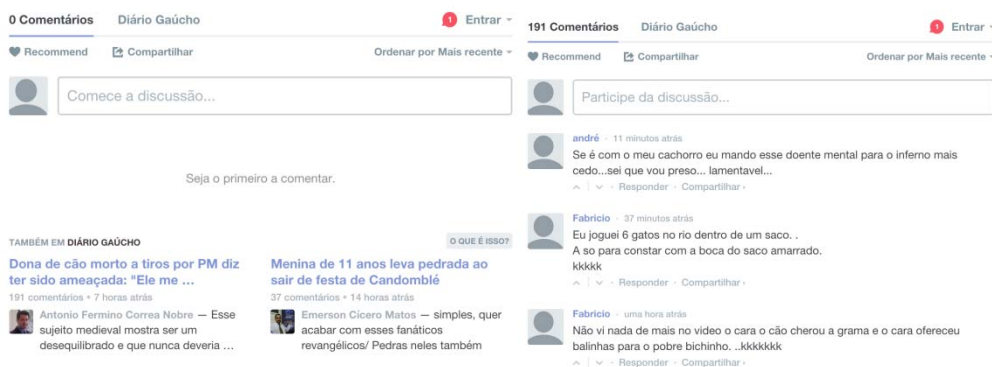 0 Comentários Diário Gaúcho 1 Entrar
Recommend Compartilhar Ordenar por Mais recente
Comece a discussão...
Seja o primeiro a comentar.
TAMBÉM EM DIÁRIO GAÚCHO O QUE É ISSO?
Dona de cão morto a tiros por PM diz
ter sido ameaçada: "Ele me ...
191 comentários • 7 horas atrás
Antonio Fermino Correa Nobre — Esse
sujeito medieval mostra ser um
desequilibrado e que nunca deveria ...
Menina de 11 anos leva pedrada ao
sair de festa de Candomblé
37 comentários • 14 horas atrás
Emerson Cícero Matos — simples, quer
acabar com esses fanáticos
revangélicos/ Pedras neles também
191 Comentários Diário Gaúcho 1 Entrar
Recommend Compartilhar Ordenar por Mais recente
Participe da discussão...
andré · 11 minutos atrás
Se é com o meu cachorro eu mando esse doente mental para o inferno mais
cedo...sei que vou preso... lamentavel...
Responder · Compartilhar ›
Fabricio · 37 minutos atrás
Eu joguei 6 gatos no rio dentro de um saco. .
A so para constar com a boca do saco amarrado.
kkkkk
Responder · Compartilhar ›
Fabricio · uma hora atrás
Não vi nada de mais no video o cara o cão cherou a grama e o cara ofereceu
balinhas para o pobre bichinho. ..kkkkkkk
Responder · Compartilhar ›